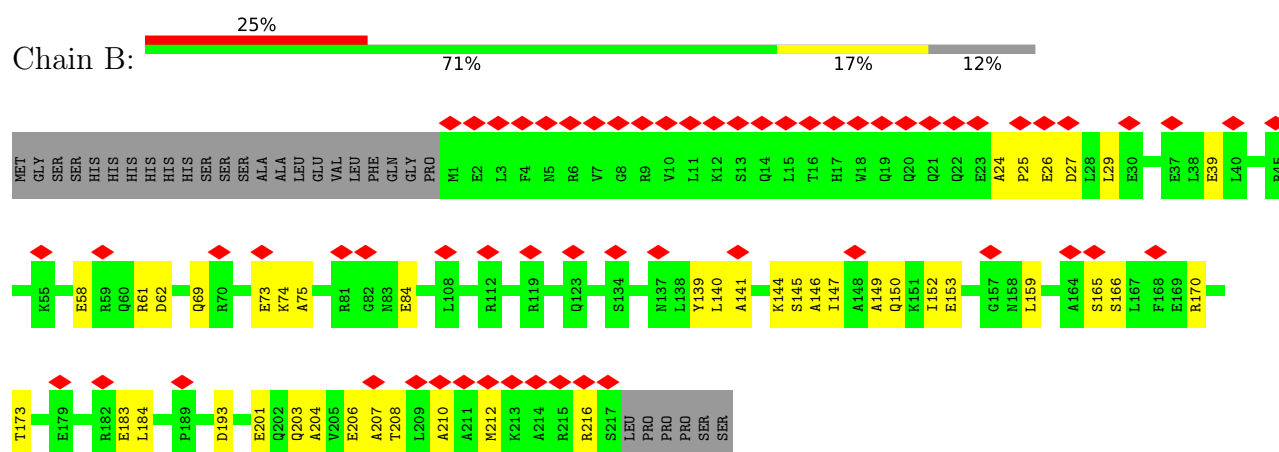 25%
Chain B:
71% 17% 12%
MET GLY SER SER HIS HIS HIS HIS HIS HIS SER SER SER ALA ALA LEU GLU VAL LEU PHE GLN GLY PRO M1 E2 L3 F4 N5 R6 V7 G8 R9 V10 L11 K12 S13 Q14 L15 T16 H17 W18 Q19 Q20 Q21 Q22 E23 A24 P25 E26 D27 L28 L29 E30 E37 L38 E39 L40
K55 E58 R59 Q60 R61 D62 Q69 R70 E73 K74 A75 R81 G82 N83 E84 L108 R112 R119 Q123 S134 N137 L138 Y139 L140 A141 K144 S145 A146 I147 A148 A149 Q150 K151 I152 E153 G157 N158 L159 A164 S165 S166 L167 F168 E169 R170
T173 E179 R182 E183 L184 P189 D193 E201 Q202 Q203 A204 V205 E206 A207 T208 L209 A210 A211 M212 K213 A214 R215 R216 S217 LEU PRO PRO PRO SER SER